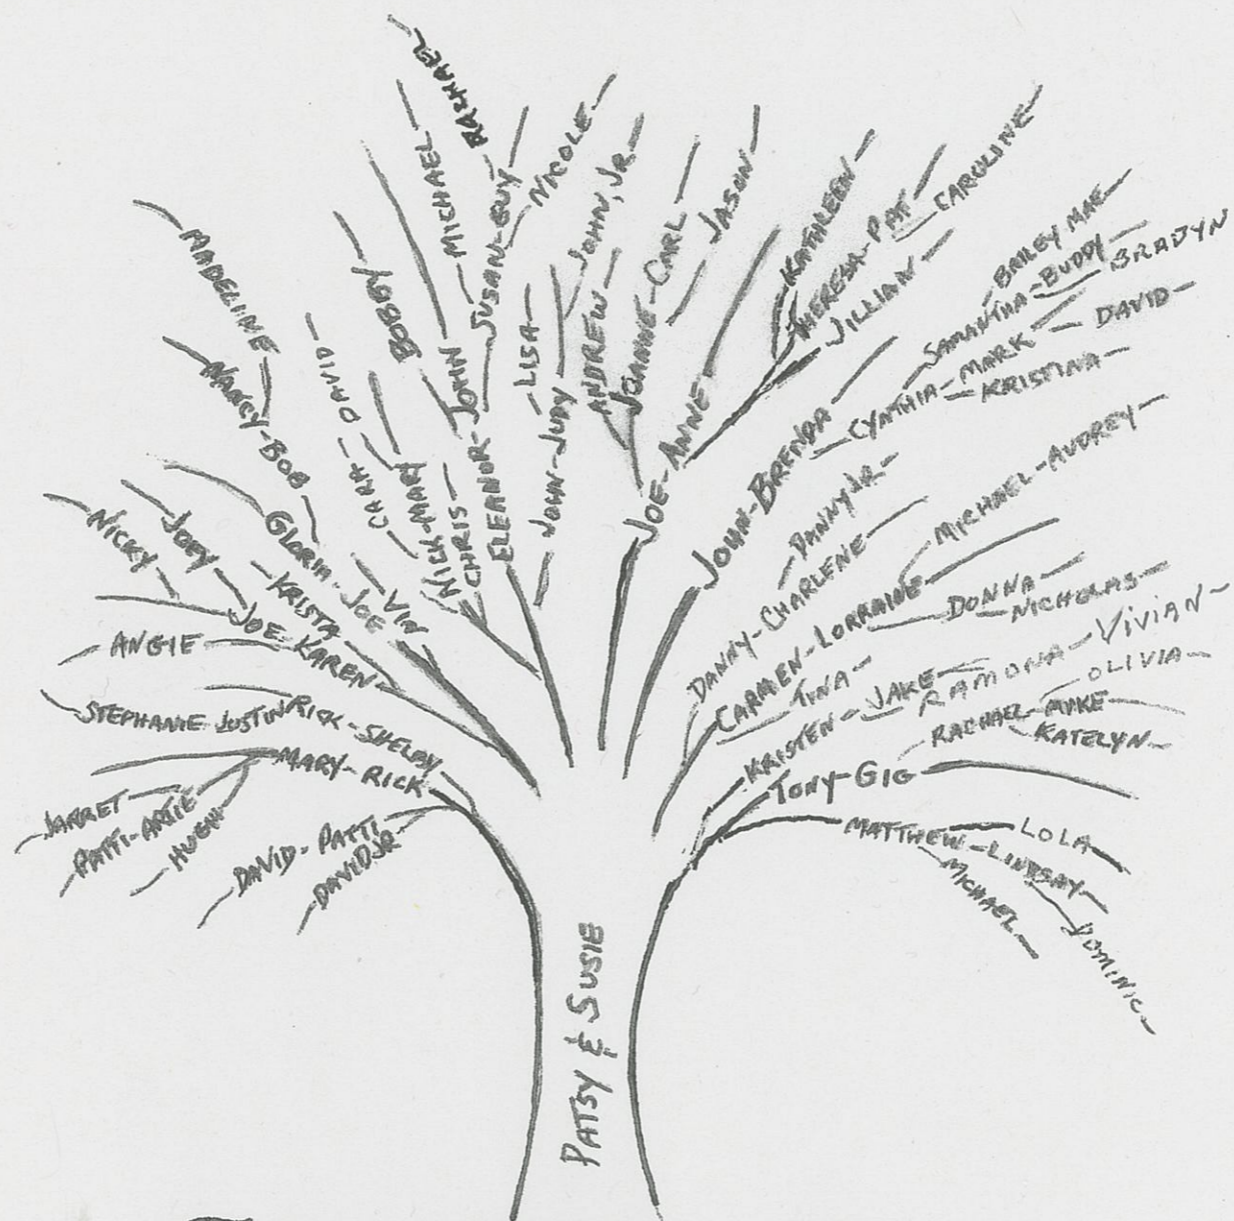 RAPHAEL
MICHAEL
SUSAN-GUY
NICOLE
JOHN, JR.
LISA
JOHN-JUDY
ANDREW
JEANNE-CARL
JASON
KATHLEEN
THERESA-PAT
CAROLINE
JILLIAN
JOE-ANNE
BAILEY MAE
SAMANTHA-BUDDY
BRADYN
DAVID
CYNTHIA-MARK
KRISTINA
JOHN-BRENDA
DANNY JR.
DANNY-CHARLENE
MICHAEL-AUDREY
CARMEN-LORRAINE
DONNA
NICHOLAS
TINA
VIVIAN
KRISTEN-JAKE
RAMONA
OLIVIA
RACHAEL-MIKE
KATELYN
TONY-GIG
MATTHEW-LINDSAY
LOLA
MICHAEL
DOMINIC
MADELINE
NANCY-BOB
DAVID
CARA
BOBBY
ELEANOR-JOHN
NICK-MARY
CHRIS
GLORIA-JOE
VIN
NICKY
JOEY
KRISTA
JOE-KAREN
ANGIE
STEPHANIE
JUSTIN
RICK-SHELBY
MARY-RICK
JARRET
PATTI-ARTIE
HUGH
DAVID-PATTI
DAVID JR
PATSY & SUSIE